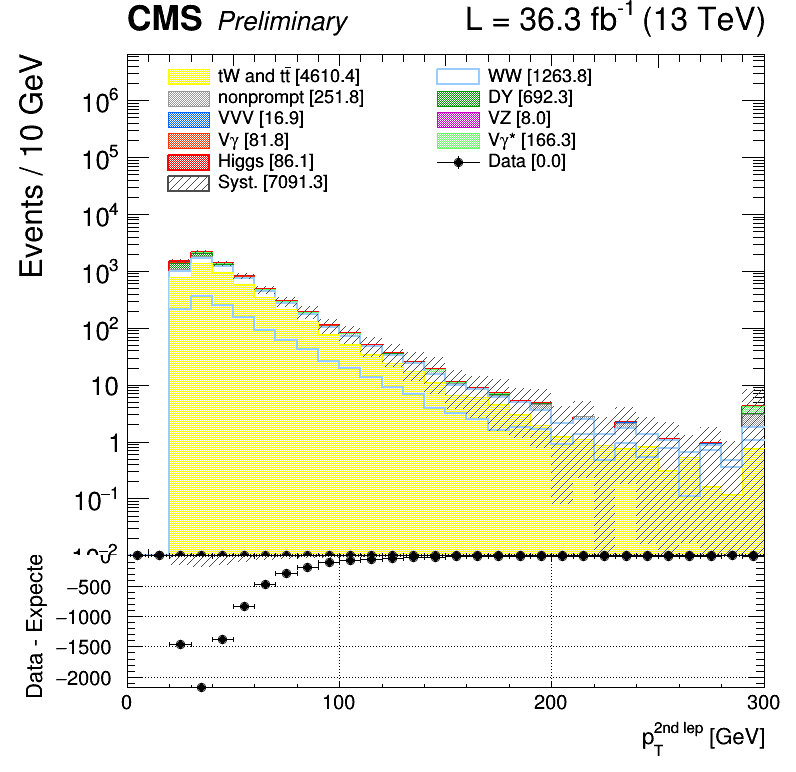 CMS Preliminary L = 36.3 fb⁻¹ (13 TeV)
Events / 10 GeV
tW and tt̄ [4610.4] WW [1263.8]
nonprompt [251.8] DY [692.3]
VVV [16.9] VZ [8.0]
Vγ [81.8] Vγ* [166.3]
Higgs [86.1] Data [0.0]
Syst. [7091.3]
10⁶
10⁵
10⁴
10³
10²
10
1
10⁻¹
Data - Expecte
−500
−1000
−1500
−2000
0 100 200 300
p_T^{2nd lep} [GeV]